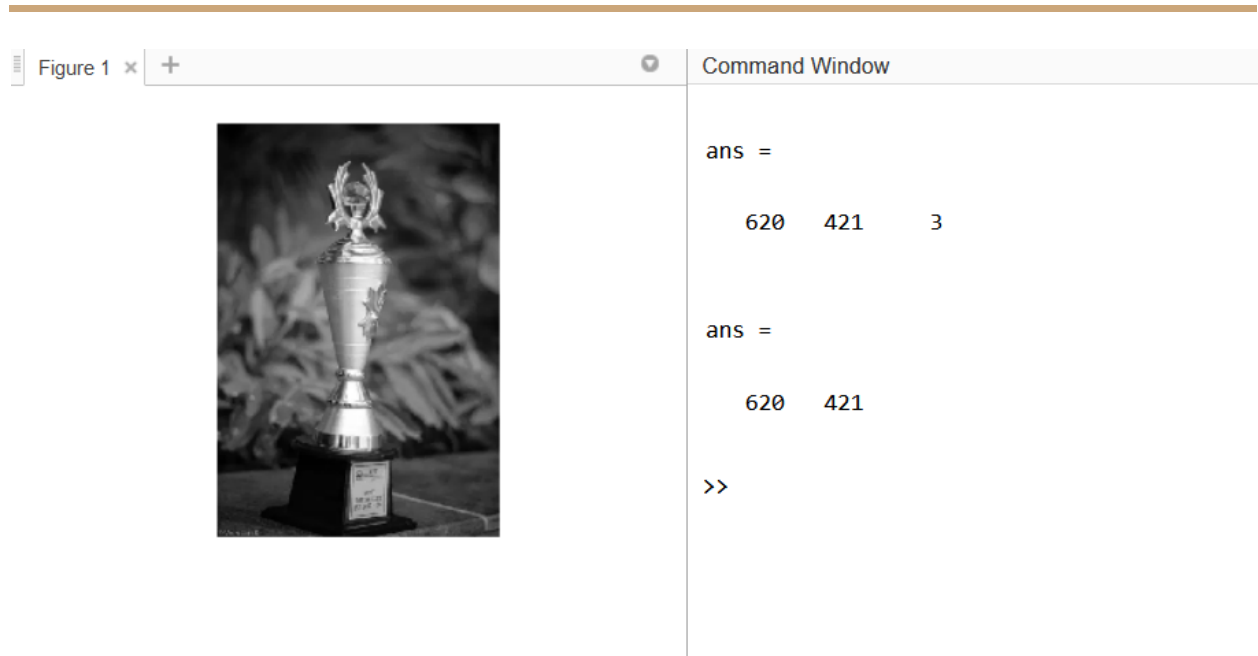 Figure 1 × +
Command Window
ans =
620 421 3
ans =
620 421
>>